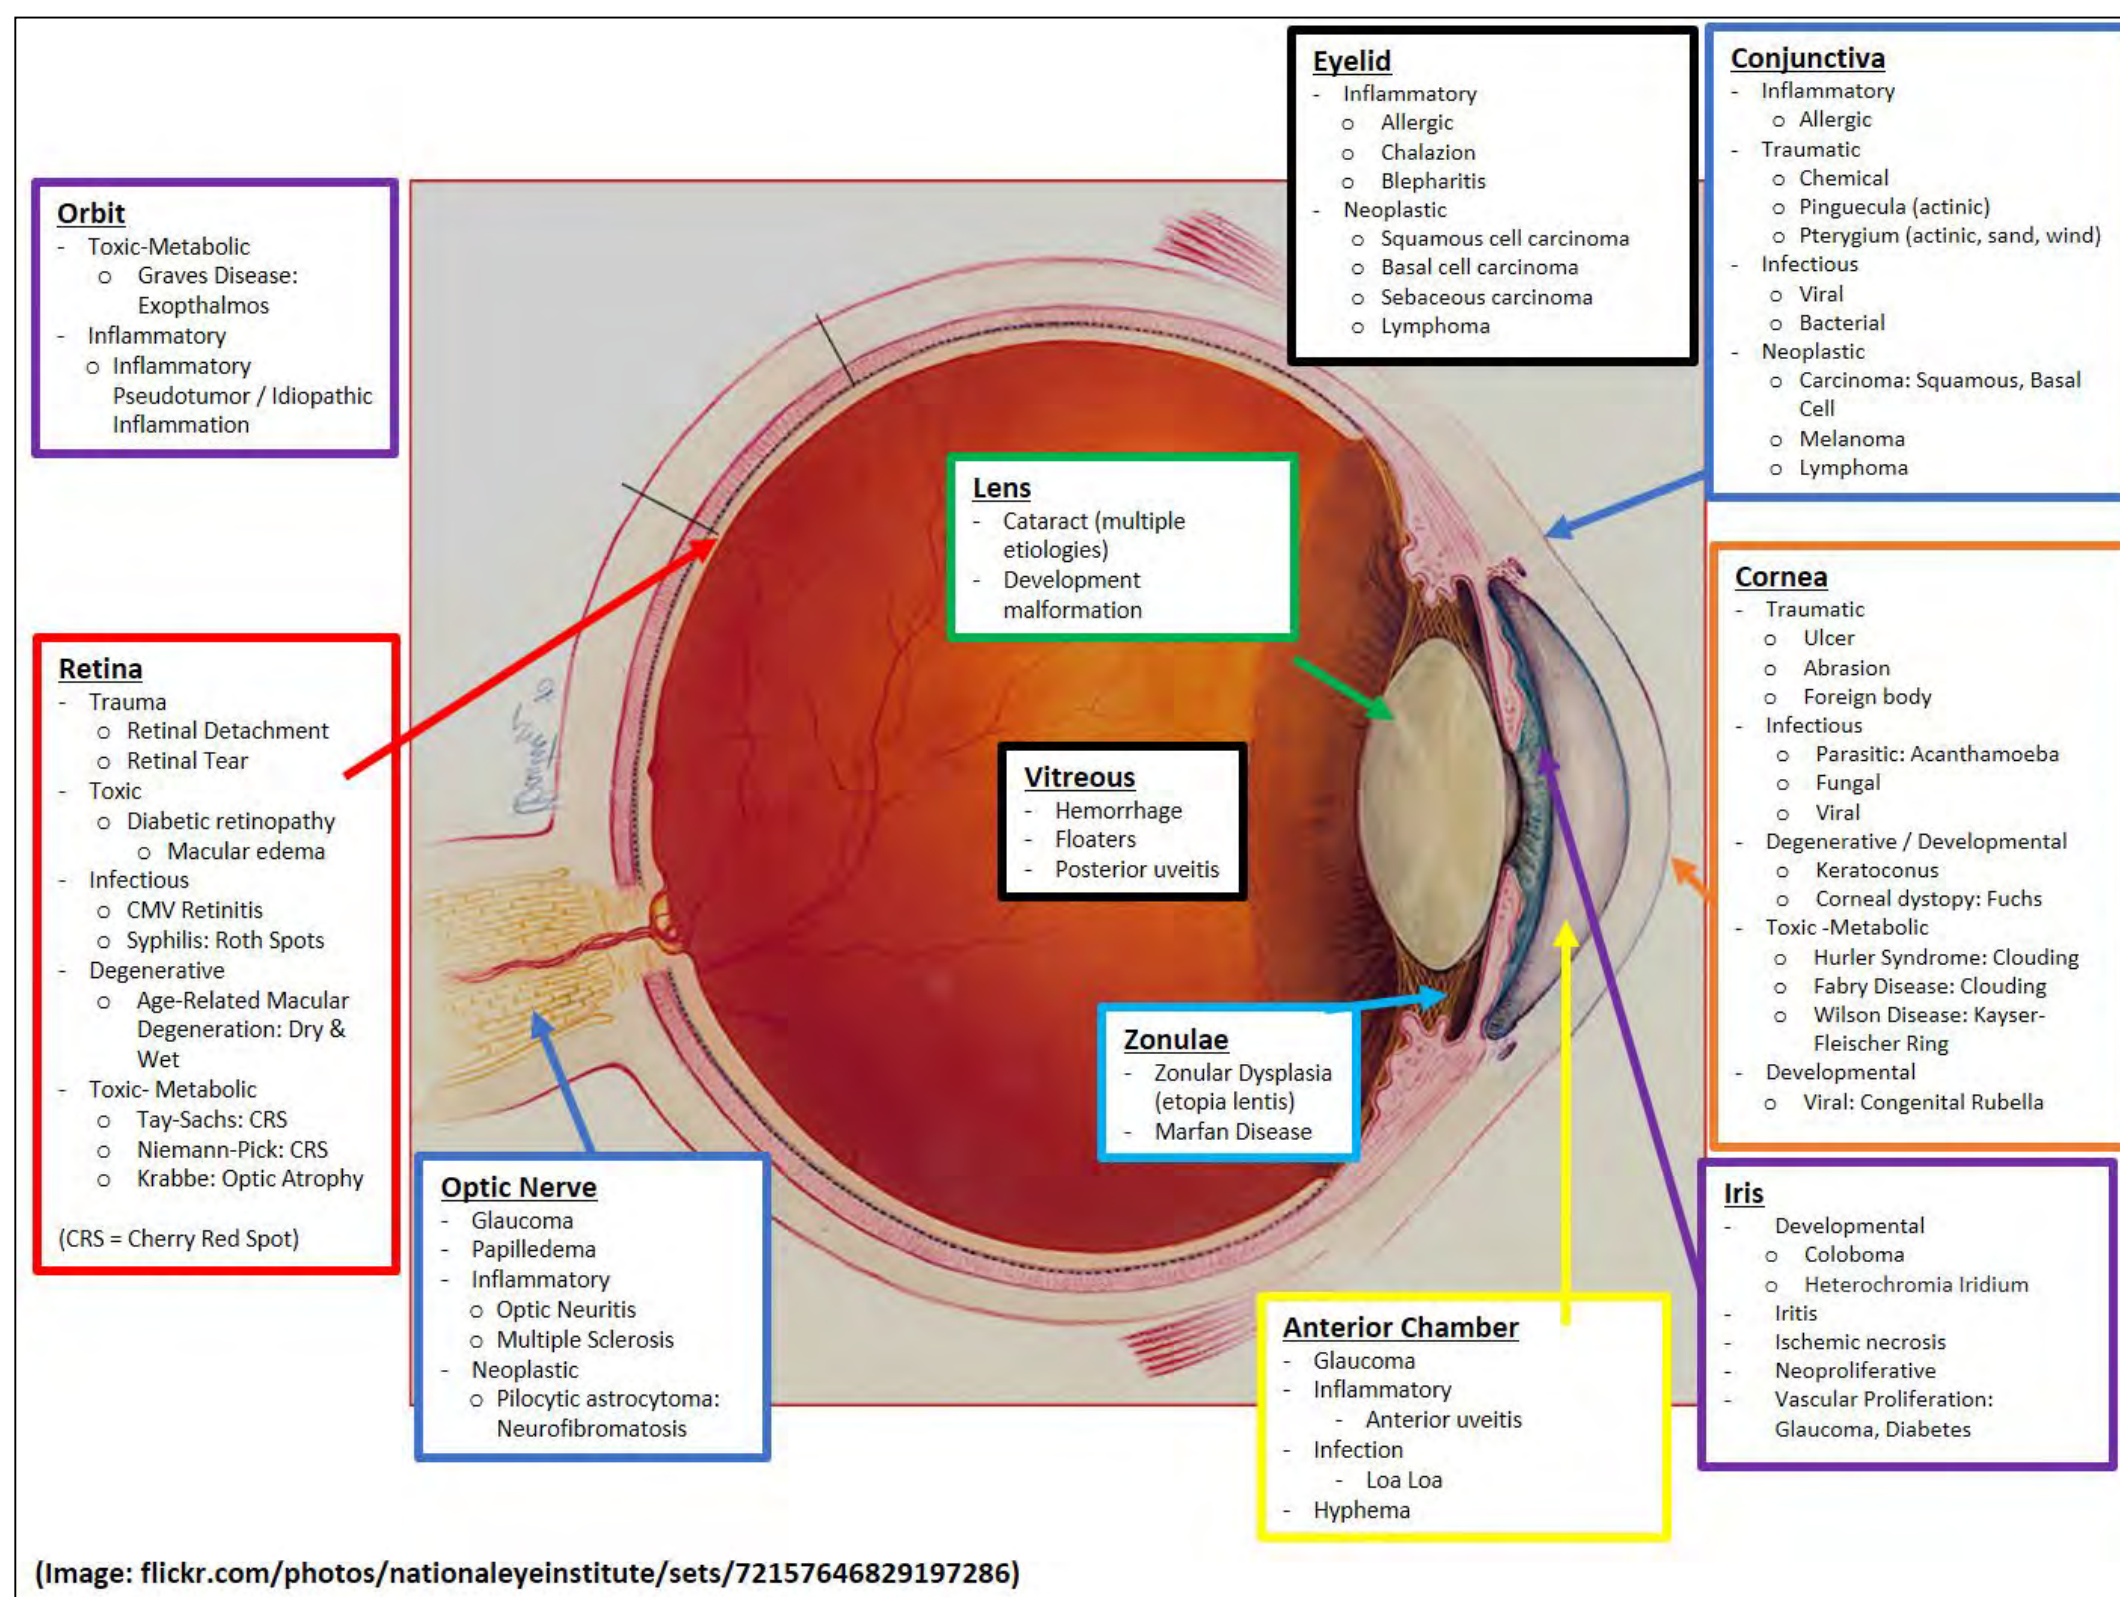 Orbit
- Toxic-Metabolic
o Graves Disease:
Exopthalmos
- Inflammatory
o Inflammatory
Pseudotumor / Idiopathic
Inflammation
Retina
- Trauma
o Retinal Detachment
o Retinal Tear
- Toxic
o Diabetic retinopathy
o Macular edema
- Infectious
o CMV Retinitis
o Syphilis: Roth Spots
- Degenerative
o Age-Related Macular
Degeneration: Dry &
Wet
- Toxic- Metabolic
o Tay-Sachs: CRS
o Niemann-Pick: CRS
o Krabbe: Optic Atrophy
(CRS = Cherry Red Spot)
Optic Nerve
- Glaucoma
- Papilledema
- Inflammatory
o Optic Neuritis
o Multiple Sclerosis
- Neoplastic
o Pilocytic astrocytoma:
Neurofibromatosis
Lens
- Cataract (multiple
etiologies)
- Development
malformation
Vitreous
- Hemorrhage
- Floaters
- Posterior uveitis
Zonulae
- Zonular Dysplasia
(etopia lentis)
- Marfan Disease
Eyelid
- Inflammatory
o Allergic
o Chalazion
o Blepharitis
- Neoplastic
o Squamous cell carcinoma
o Basal cell carcinoma
o Sebaceous carcinoma
o Lymphoma
Conjunctiva
- Inflammatory
o Allergic
- Traumatic
o Chemical
o Pinguecula (actinic)
o Pterygium (actinic, sand, wind)
- Infectious
o Viral
o Bacterial
- Neoplastic
o Carcinoma: Squamous, Basal
Cell
o Melanoma
o Lymphoma
Cornea
- Traumatic
o Ulcer
o Abrasion
o Foreign body
- Infectious
o Parasitic: Acanthamoeba
o Fungal
o Viral
- Degenerative / Developmental
o Keratoconus
o Corneal dystopy: Fuchs
- Toxic -Metabolic
o Hurler Syndrome: Clouding
o Fabry Disease: Clouding
o Wilson Disease: Kayser-
Fleischer Ring
- Developmental
o Viral: Congenital Rubella
Iris
- Developmental
o Coloboma
o Heterochromia Iridium
- Iritis
- Ischemic necrosis
- Neoproliferative
- Vascular Proliferation:
Glaucoma, Diabetes
Anterior Chamber
- Glaucoma
- Inflammatory
- Anterior uveitis
- Infection
- Loa Loa
- Hyphema
(Image: flickr.com/photos/nationaleyeinstitute/sets/72157646829197286)